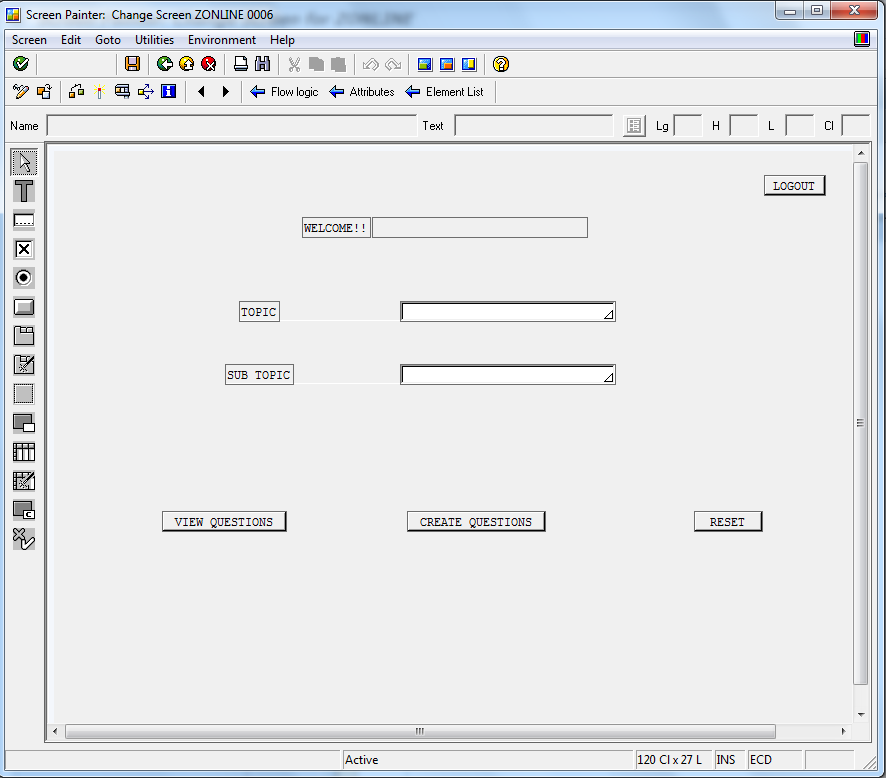 Screen Painter: Change Screen ZONLINE 0006
Screen Edit Goto Utilities Environment Help
Flow logic Attributes Element List
Name Text Lg H L Cl
LOGOUT
WELCOME!!
TOPIC
SUB TOPIC
VIEW QUESTIONS CREATE QUESTIONS RESET
Active 120 Cl x 27 L INS ECD